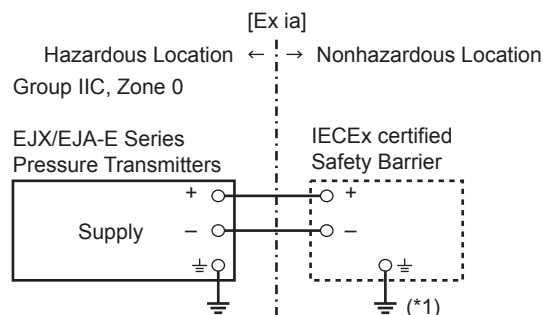 [Ex ia]
Hazardous Location ← → Nonhazardous Location
Group IIC, Zone 0
EJX/EJA-E Series
Pressure Transmitters
IECEx certified
Safety Barrier
+ +
Supply – –
(*1)